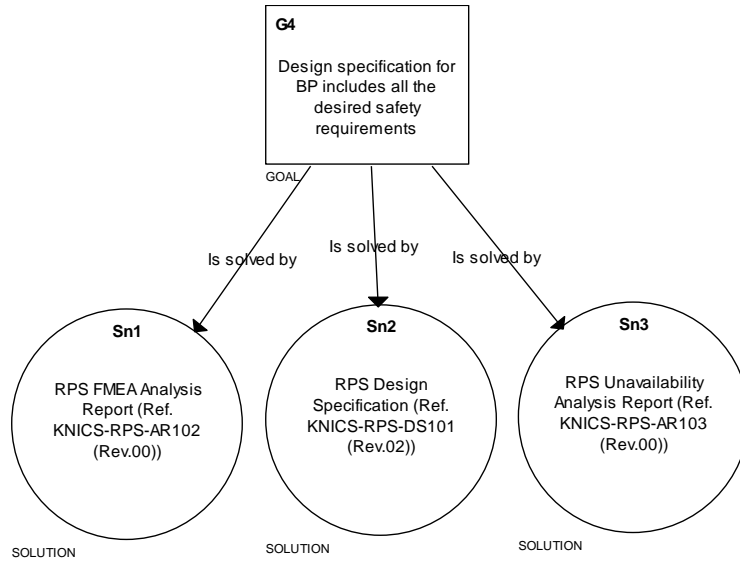 G4
Design specification for
BP includes all the
desired safety
requirements
GOAL
Is solved by
Is solved by
Is solved by
Sn1
RPS FMEA Analysis
Report (Ref.
KNICS-RPS-AR102
(Rev.00))
SOLUTION
Sn2
RPS Design
Specification (Ref.
KNICS-RPS-DS101
(Rev.02))
SOLUTION
Sn3
RPS Unavailability
Analysis Report (Ref.
KNICS-RPS-AR103
(Rev.00))
SOLUTION